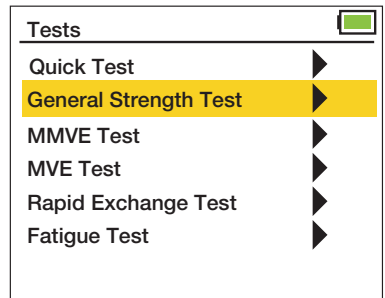 Tests
Quick Test
General Strength Test
MMVE Test
MVE Test
Rapid Exchange Test
Fatigue Test